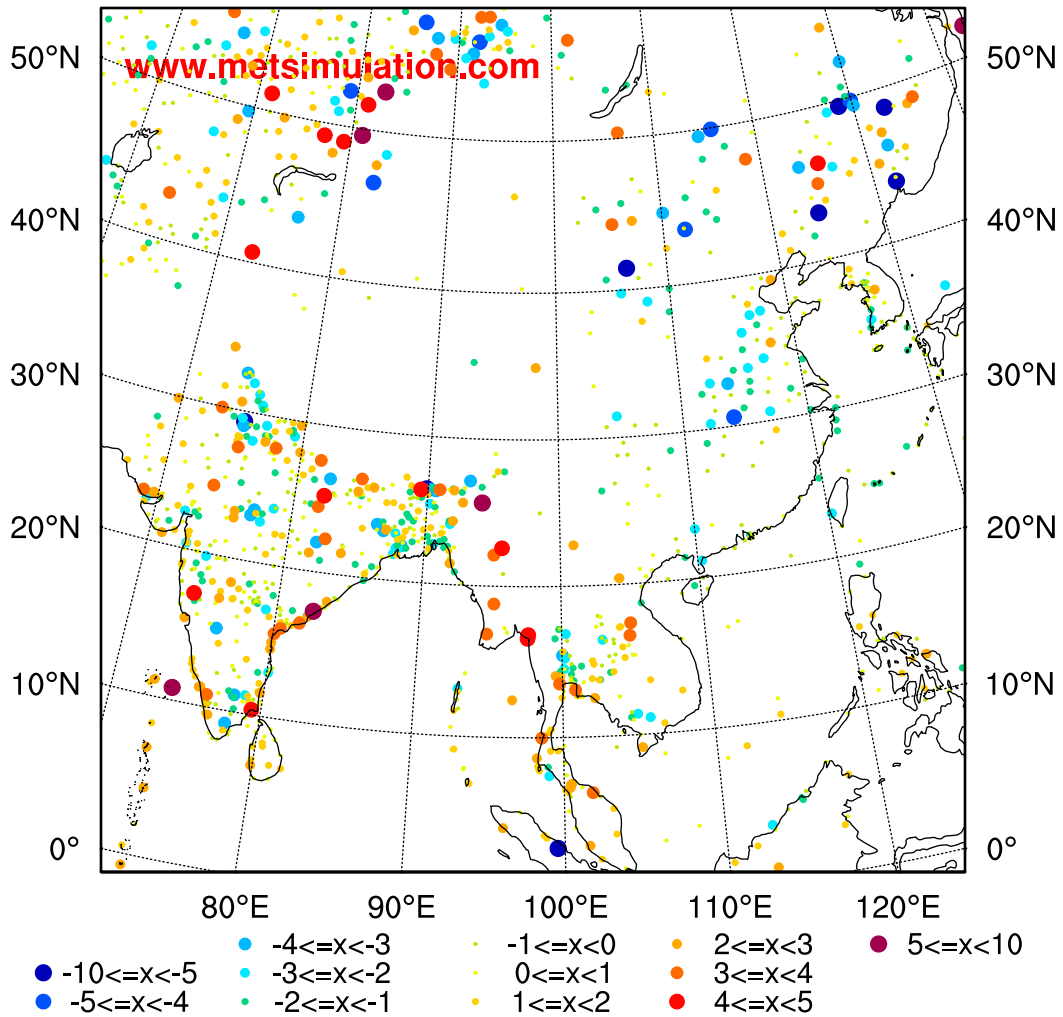 50°N 50°N
www.metsimulation.com
40°N 40°N
30°N 30°N
20°N 20°N
10°N 10°N
0° 0°
80°E 90°E 100°E 110°E 120°E
-4<=x<-3 -1<=x<0 2<=x<3 5<=x<10
-10<=x<-5 -3<=x<-2 0<=x<1 3<=x<4
-5<=x<-4 -2<=x<-1 1<=x<2 4<=x<5